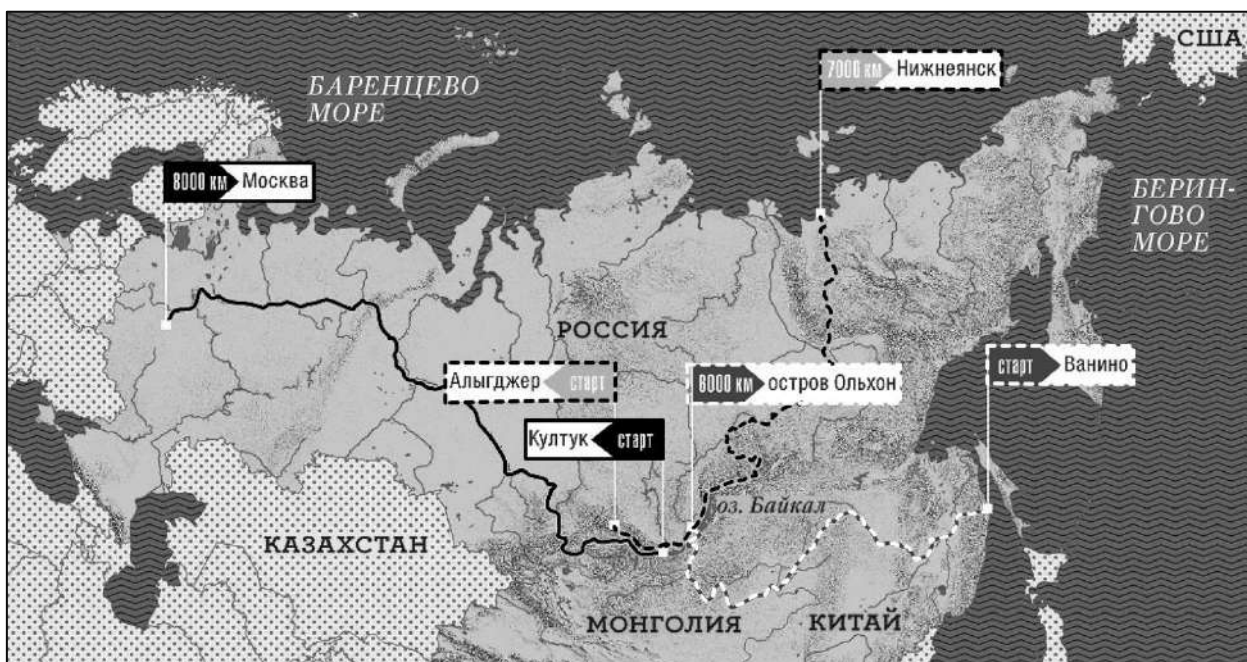 США
7000 км Нижнеянск
БАРЕНЦЕВО
МОРЕ
8000 км Москва
БЕРИН-
ГОВО
МОРЕ
РОССИЯ
Алыгджер старт
8000 км остров Ольхон
старт Ванино
Култук старт
оз. Байкал
КАЗАХСТАН
МОНГОЛИЯ
КИТАЙ